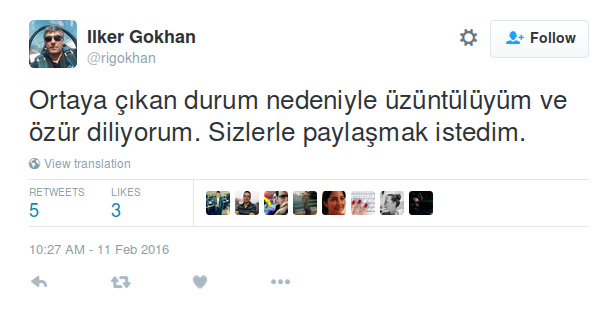 Ilker Gokhan
@rigokhan
Follow
Ortaya çıkan durum nedeniyle üzüntülüyüm ve
özür diliyorum. Sizlerle paylaşmak istedim.
View translation
RETWEETS LIKES
5 3
10:27 AM - 11 Feb 2016